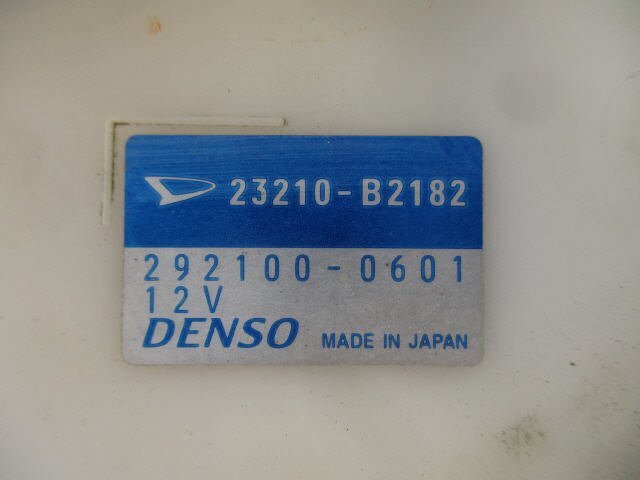 23210-B2182
292100-0601
12V
DENSO MADE IN JAPAN